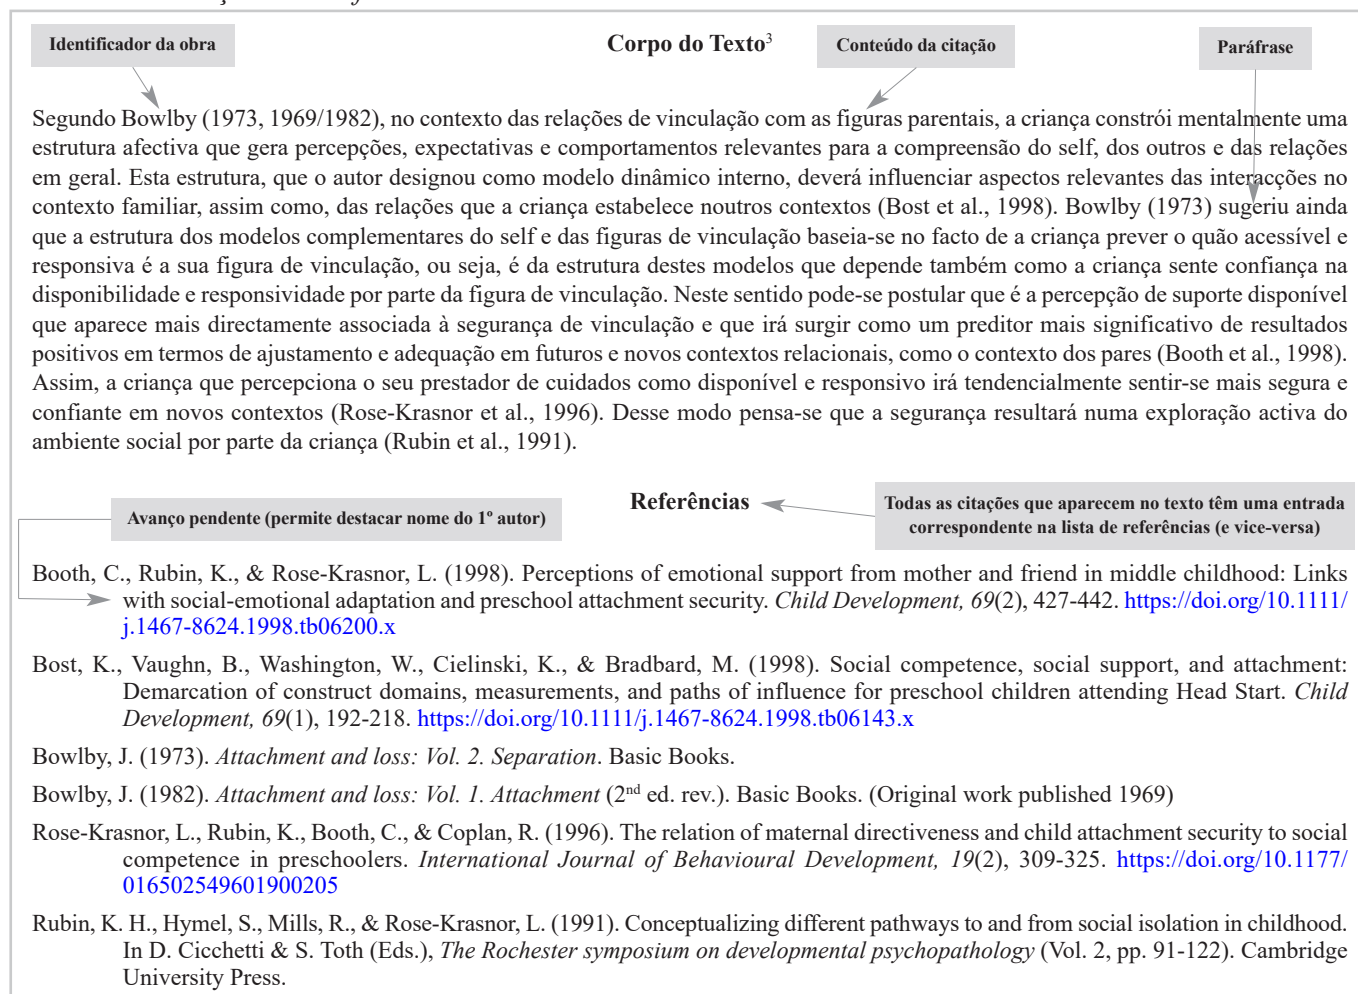 Identificador da obra
Corpo do Texto3
Conteúdo da citação
Paráfrase
Segundo Bowlby (1973, 1969/1982), no contexto das relações de vinculação com as figuras parentais, a criança constrói mentalmente uma
estrutura afectiva que gera percepções, expectativas e comportamentos relevantes para a compreensão do self, dos outros e das relações
em geral. Esta estrutura, que o autor designou como modelo dinâmico interno, deverá influenciar aspectos relevantes das interacções no
contexto familiar, assim como, das relações que a criança estabelece noutros contextos (Bost et al., 1998). Bowlby (1973) sugeriu ainda
que a estrutura dos modelos complementares do self e das figuras de vinculação baseia-se no facto de a criança prever o quão acessível e
responsiva é a sua figura de vinculação, ou seja, é da estrutura destes modelos que depende também como a criança sente confiança na
disponibilidade e responsividade por parte da figura de vinculação. Neste sentido pode-se postular que é a percepção de suporte disponível
que aparece mais directamente associada à segurança de vinculação e que irá surgir como um preditor mais significativo de resultados
positivos em termos de ajustamento e adequação em futuros e novos contextos relacionais, como o contexto dos pares (Booth et al., 1998).
Assim, a criança que percepciona o seu prestador de cuidados como disponível e responsivo irá tendencialmente sentir-se mais segura e
confiante em novos contextos (Rose-Krasnor et al., 1996). Desse modo pensa-se que a segurança resultará numa exploração activa do
ambiente social por parte da criança (Rubin et al., 1991).
Avanço pendente (permite destacar nome do 1º autor)
Referências
Todas as citações que aparecem no texto têm uma entrada
correspondente na lista de referências (e vice-versa)
Booth, C., Rubin, K., & Rose-Krasnor, L. (1998). Perceptions of emotional support from mother and friend in middle childhood: Links
with social-emotional adaptation and preschool attachment security. Child Development, 69(2), 427-442. https://doi.org/10.1111/
j.1467-8624.1998.tb06200.x
Bost, K., Vaughn, B., Washington, W., Cielinski, K., & Bradbard, M. (1998). Social competence, social support, and attachment:
Demarcation of construct domains, measurements, and paths of influence for preschool children attending Head Start. Child
Development, 69(1), 192-218. https://doi.org/10.1111/j.1467-8624.1998.tb06143.x
Bowlby, J. (1973). Attachment and loss: Vol. 2. Separation. Basic Books.
Bowlby, J. (1982). Attachment and loss: Vol. 1. Attachment (2nd ed. rev.). Basic Books. (Original work published 1969)
Rose-Krasnor, L., Rubin, K., Booth, C., & Coplan, R. (1996). The relation of maternal directiveness and child attachment security to social
competence in preschoolers. International Journal of Behavioural Development, 19(2), 309-325. https://doi.org/10.1177/
016502549601900205
Rubin, K. H., Hymel, S., Mills, R., & Rose-Krasnor, L. (1991). Conceptualizing different pathways to and from social isolation in childhood.
In D. Cicchetti & S. Toth (Eds.), The Rochester symposium on developmental psychopathology (Vol. 2, pp. 91-122). Cambridge
University Press.